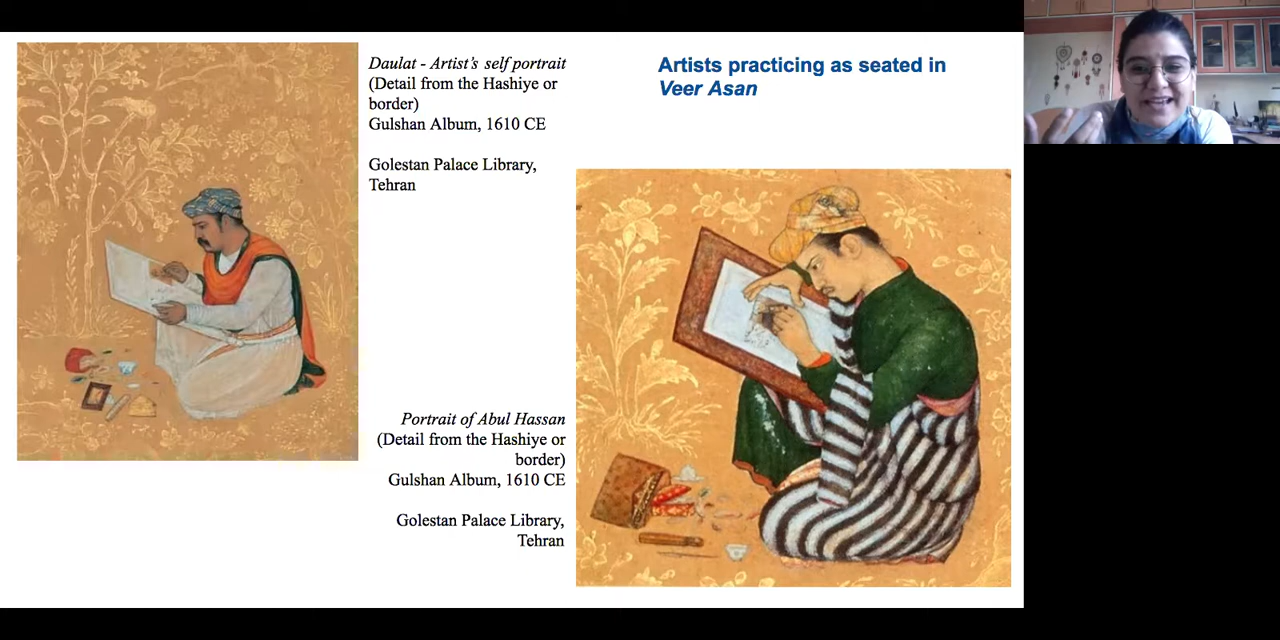 Daulat - Artist's self portrait
(Detail from the Hashiye or
border)
Gulshan Album, 1610 CE
Golestan Palace Library,
Tehran
Artists practicing as seated in
Veer Asan
Portrait of Abul Hassan
(Detail from the Hashiye or
border)
Gulshan Album, 1610 CE
Golestan Palace Library,
Tehran